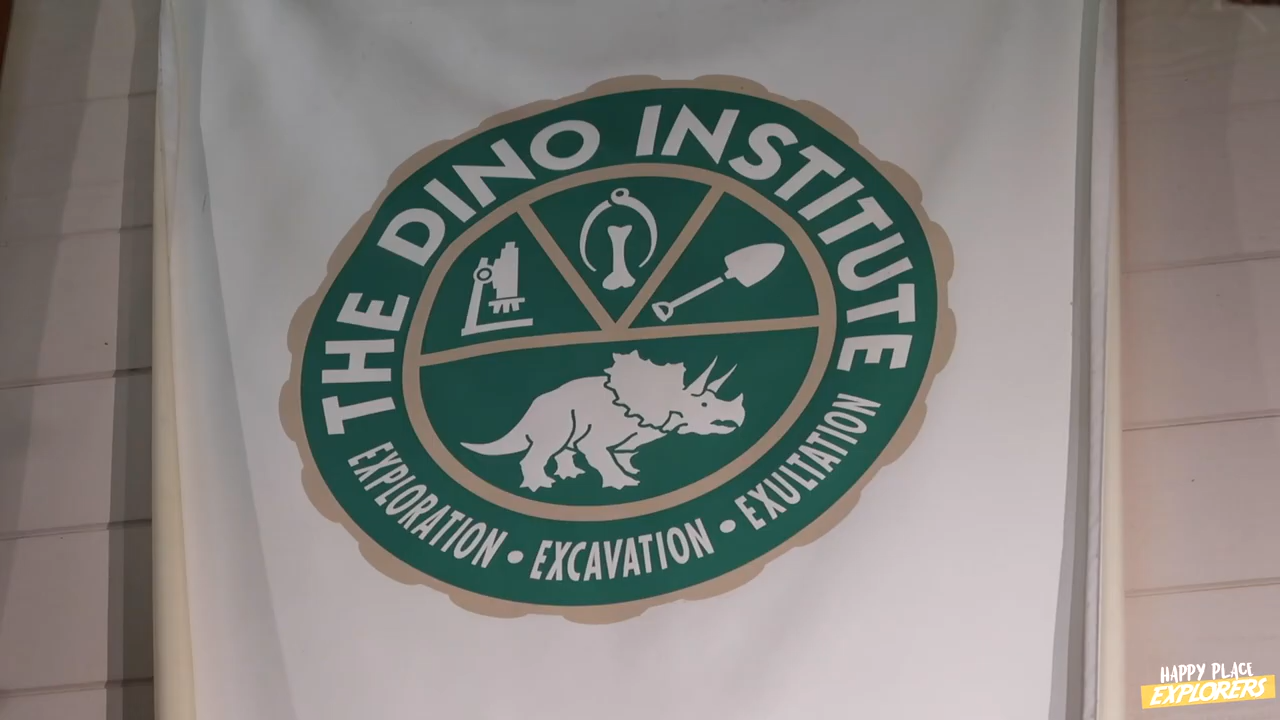 THE DINO INSTITUTE
EXPLORATION • EXCAVATION • EXULTATION
HAPPY PLACE
EXPLORERS